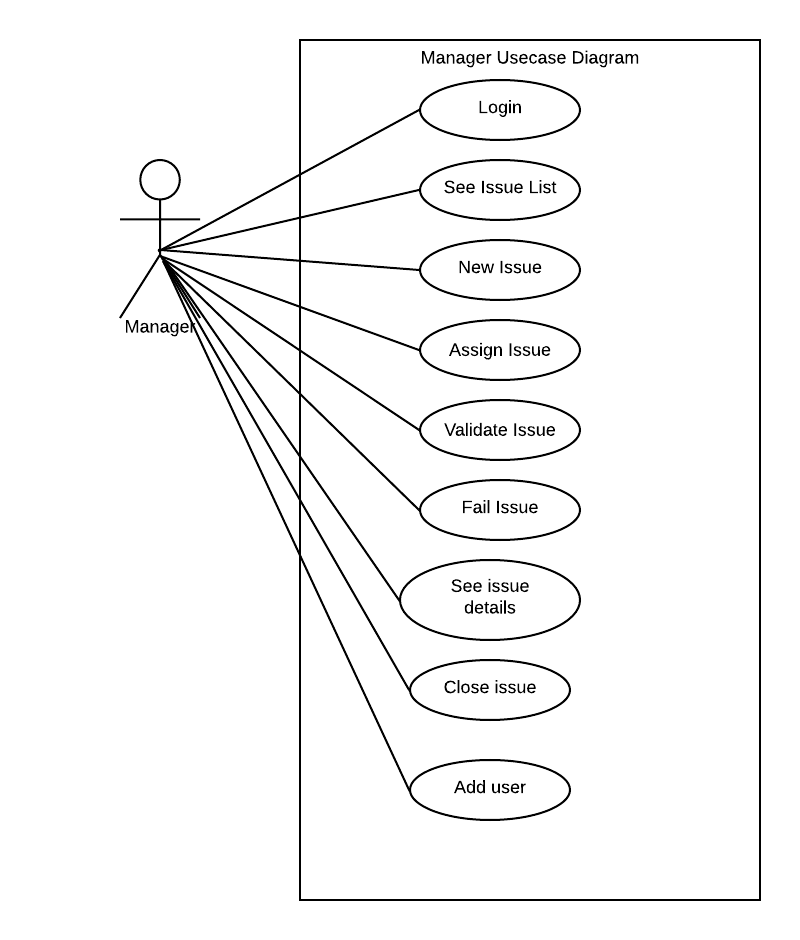 Manager Usecase Diagram
Login
See Issue List
New Issue
Assign Issue
Manager
Validate Issue
Fail Issue
See issue
details
Close issue
Add user